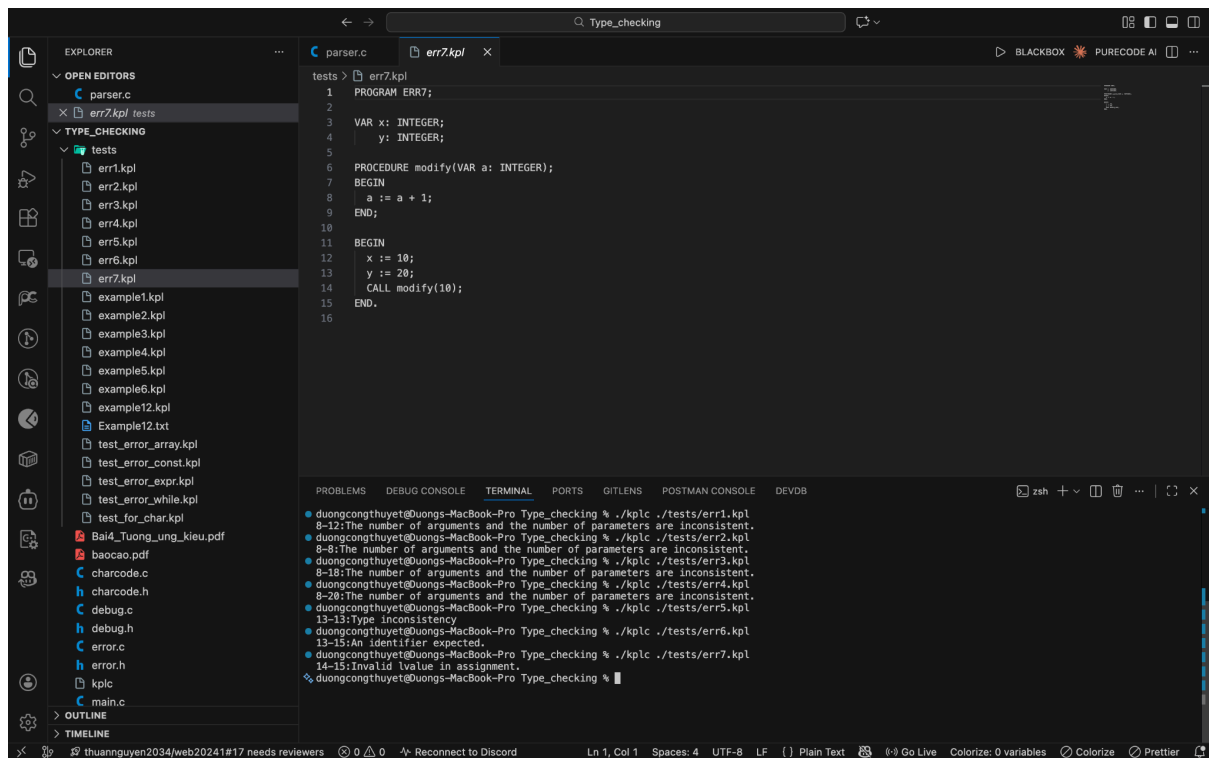 Type_checking
EXPLORER
OPEN EDITORS
parser.c
err7.kpl tests
TYPE_CHECKING
tests
err1.kpl
err2.kpl
err3.kpl
err4.kpl
err5.kpl
err6.kpl
err7.kpl
example1.kpl
example2.kpl
example3.kpl
example4.kpl
example5.kpl
example6.kpl
example12.kpl
Example12.txt
test_error_array.kpl
test_error_const.kpl
test_error_expr.kpl
test_error_while.kpl
test_for_char.kpl
Bai4_Tuong_ung_kieu.pdf
baocao.pdf
C charcode.c
h charcode.h
C debug.c
h debug.h
C error.c
h error.h
kplc
C main.c
OUTLINE
TIMELINE
C parser.c err7.kpl BLACKBOX PURECODE AI
tests > err7.kpl
1 PROGRAM ERR7;
2
3 VAR x: INTEGER;
4 y: INTEGER;
5
6 PROCEDURE modify(VAR a: INTEGER);
7 BEGIN
8 a := a + 1;
9 END;
10
11 BEGIN
12 x := 10;
13 y := 20;
14 CALL modify(10);
15 END.
16
PROBLEMS DEBUG CONSOLE TERMINAL PORTS GITLENS POSTMAN CONSOLE DEVDB zsh
duongcongthuyet@Duongs-MacBook-Pro Type_checking % ./kplc ./tests/err1.kpl
8-12:The number of arguments and the number of parameters are inconsistent.
duongcongthuyet@Duongs-MacBook-Pro Type_checking % ./kplc ./tests/err2.kpl
8-8:The number of arguments and the number of parameters are inconsistent.
duongcongthuyet@Duongs-MacBook-Pro Type_checking % ./kplc ./tests/err3.kpl
8-18:The number of arguments and the number of parameters are inconsistent.
duongcongthuyet@Duongs-MacBook-Pro Type_checking % ./kplc ./tests/err4.kpl
8-20:The number of arguments and the number of parameters are inconsistent.
duongcongthuyet@Duongs-MacBook-Pro Type_checking % ./kplc ./tests/err5.kpl
13-13:Type inconsistency
duongcongthuyet@Duongs-MacBook-Pro Type_checking % ./kplc ./tests/err6.kpl
13-15:An identifier expected.
duongcongthuyet@Duongs-MacBook-Pro Type_checking % ./kplc ./tests/err7.kpl
14-15:Invalid lvalue in assignment.
duongcongthuyet@Duongs-MacBook-Pro Type_checking %
thuannguyen2034/web20241#17 needs reviewers 0 0 Reconnect to Discord Ln 1, Col 1 Spaces: 4 UTF-8 LF { } Plain Text Go Live Colorize: 0 variables Colorize Prettier